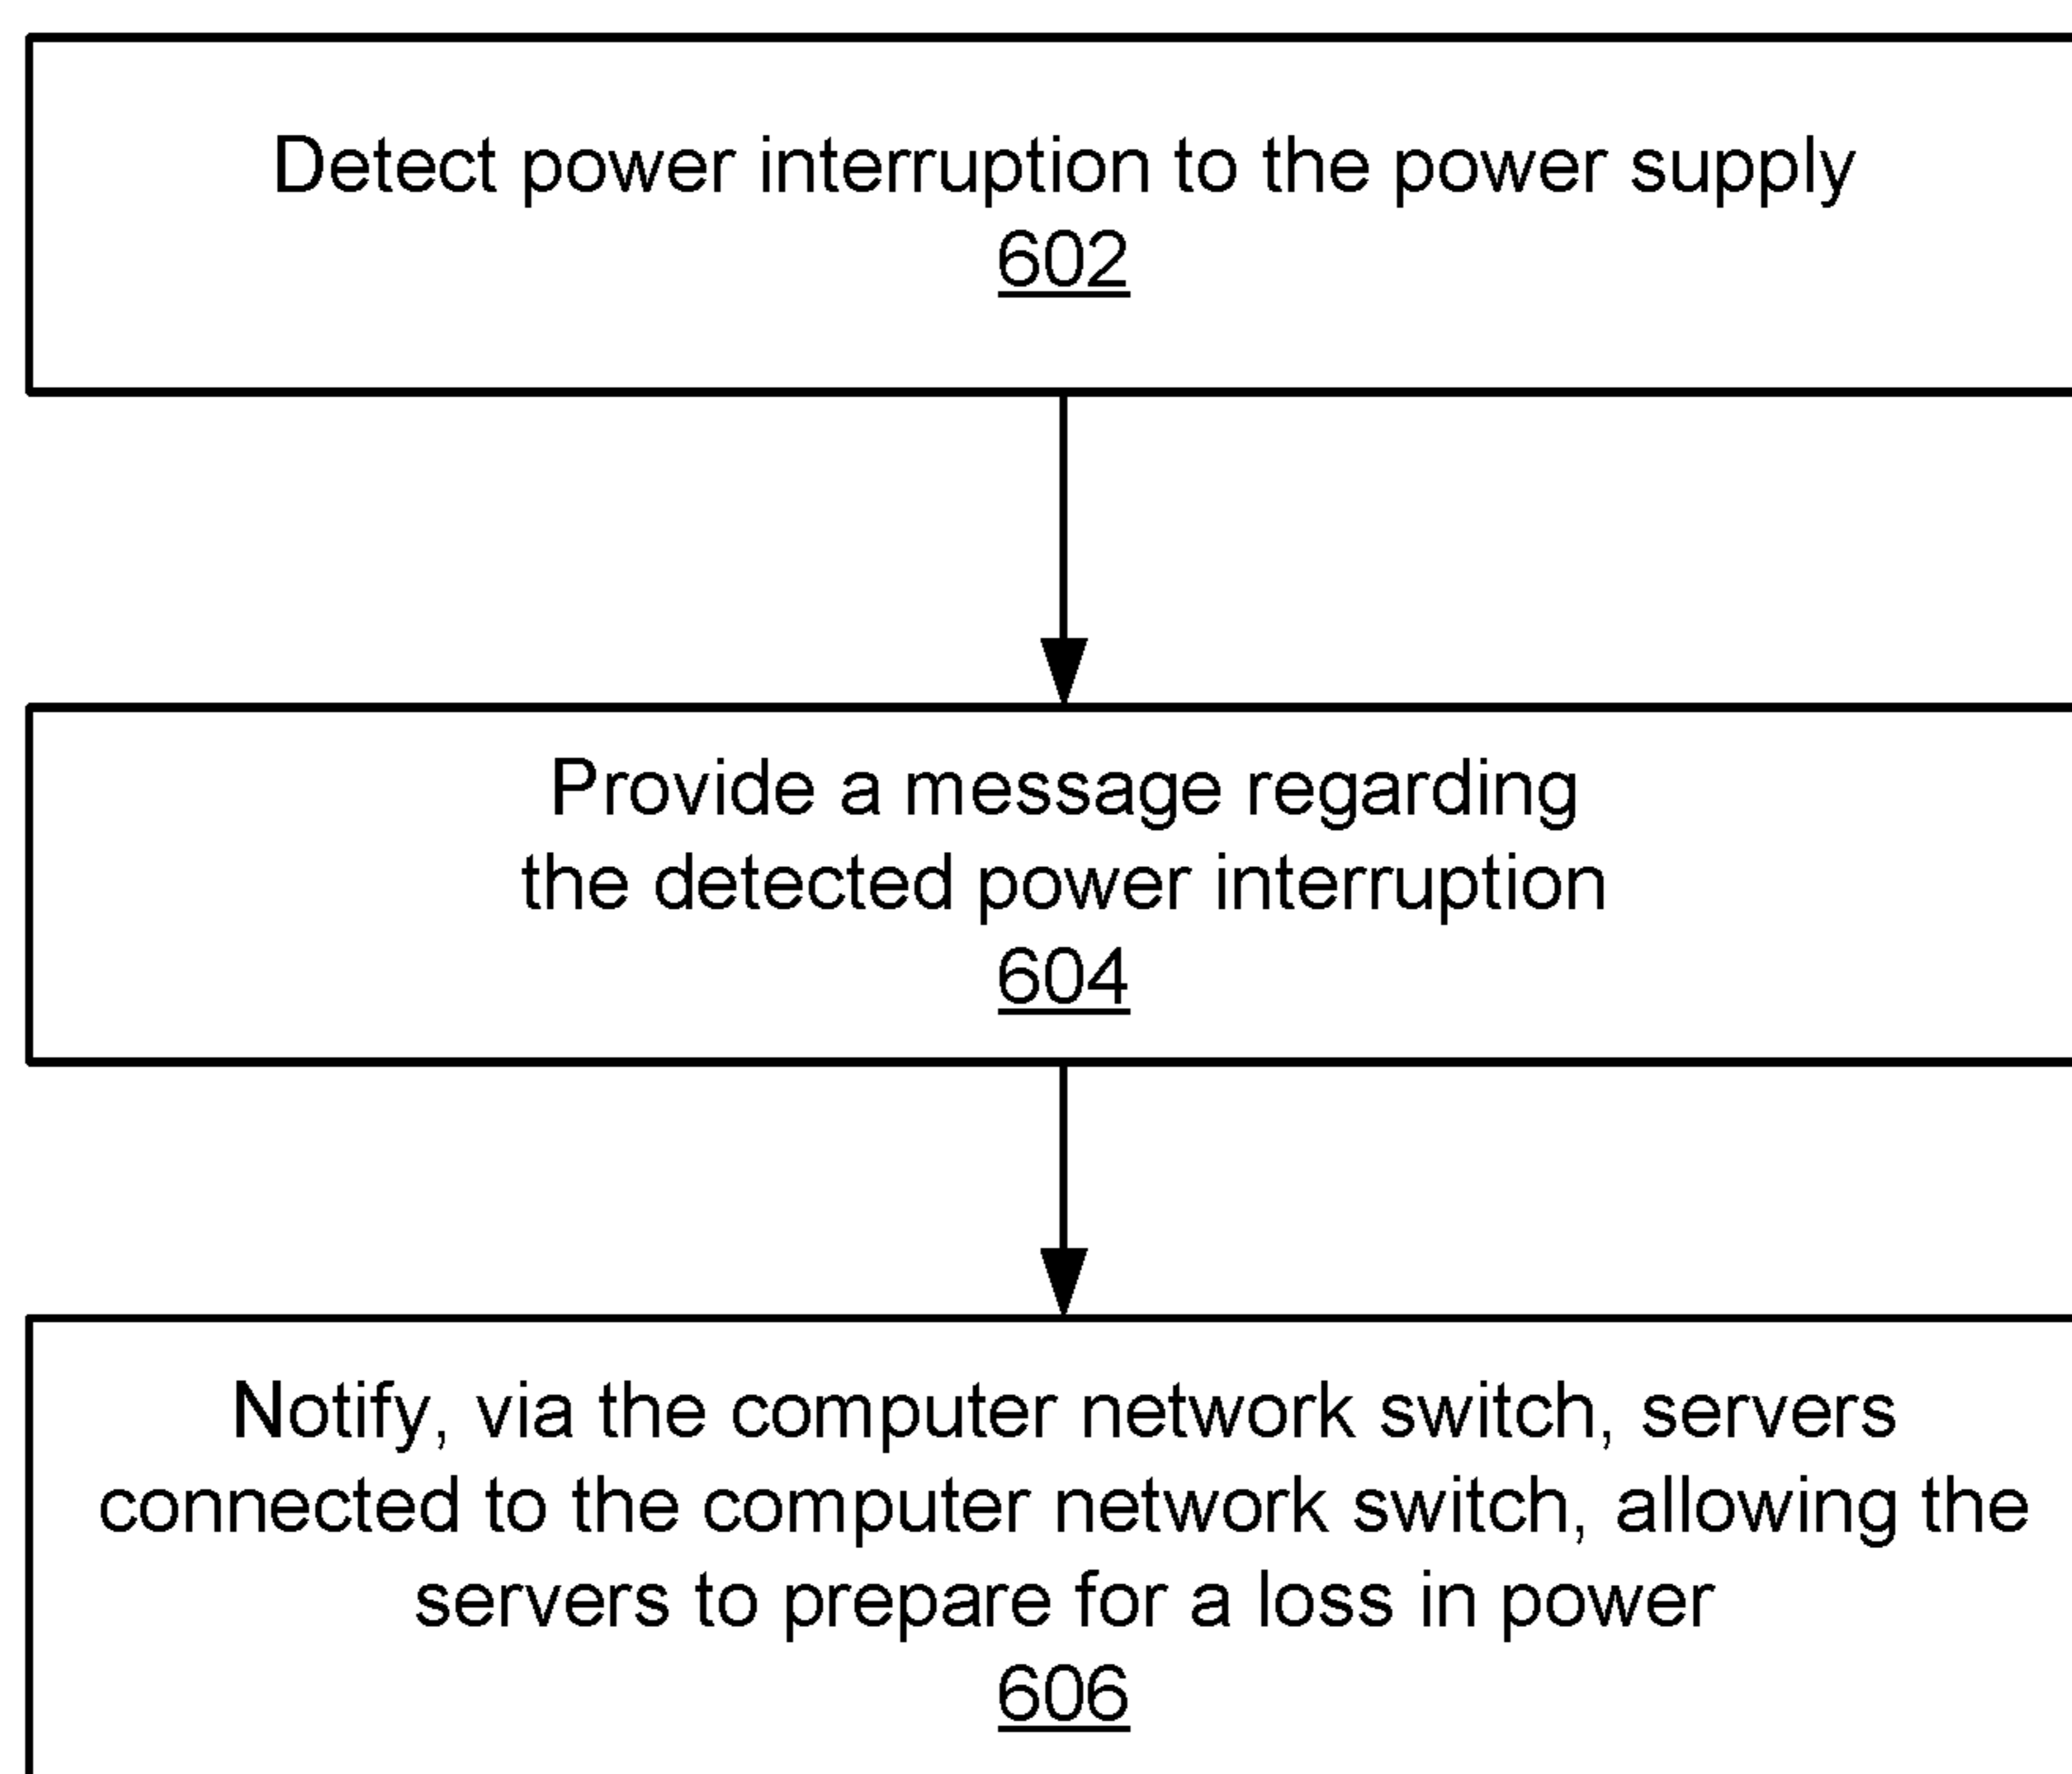 Detect power interruption to the power supply
602
Provide a message regarding
the detected power interruption
604
Notify, via the computer network switch, servers
connected to the computer network switch, allowing the
servers to prepare for a loss in power
606